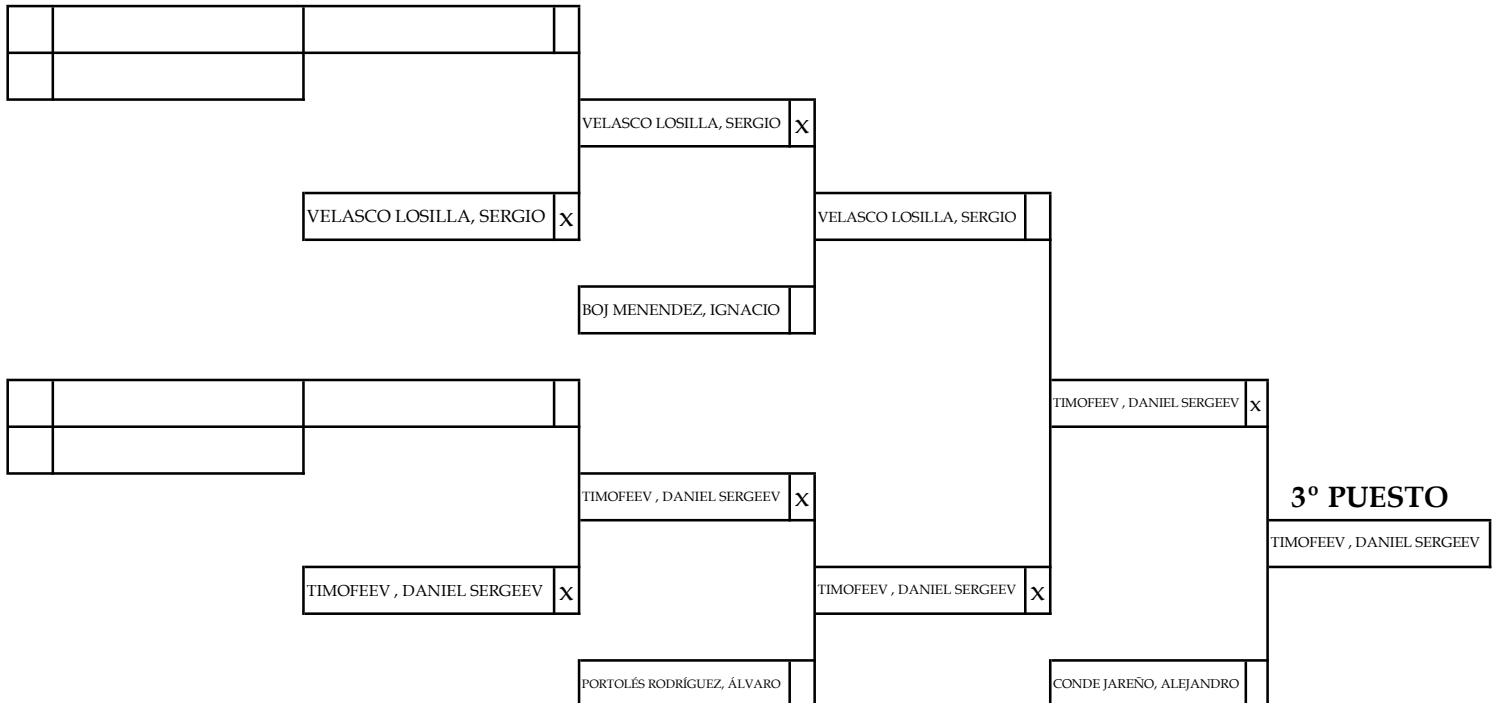 VELASCO LOSILLA, SERGIO x
VELASCO LOSILLA, SERGIO x
VELASCO LOSILLA, SERGIO
BOJ MENENDEZ, IGNACIO
TIMOFEEV , DANIEL SERGEEV x
TIMOFEEV , DANIEL SERGEEV x
3º PUESTO
TIMOFEEV , DANIEL SERGEEV
TIMOFEEV , DANIEL SERGEEV x
TIMOFEEV , DANIEL SERGEEV x
PORTOLÉS RODRÍGUEZ, ÁLVARO
CONDE JAREÑO, ALEJANDRO